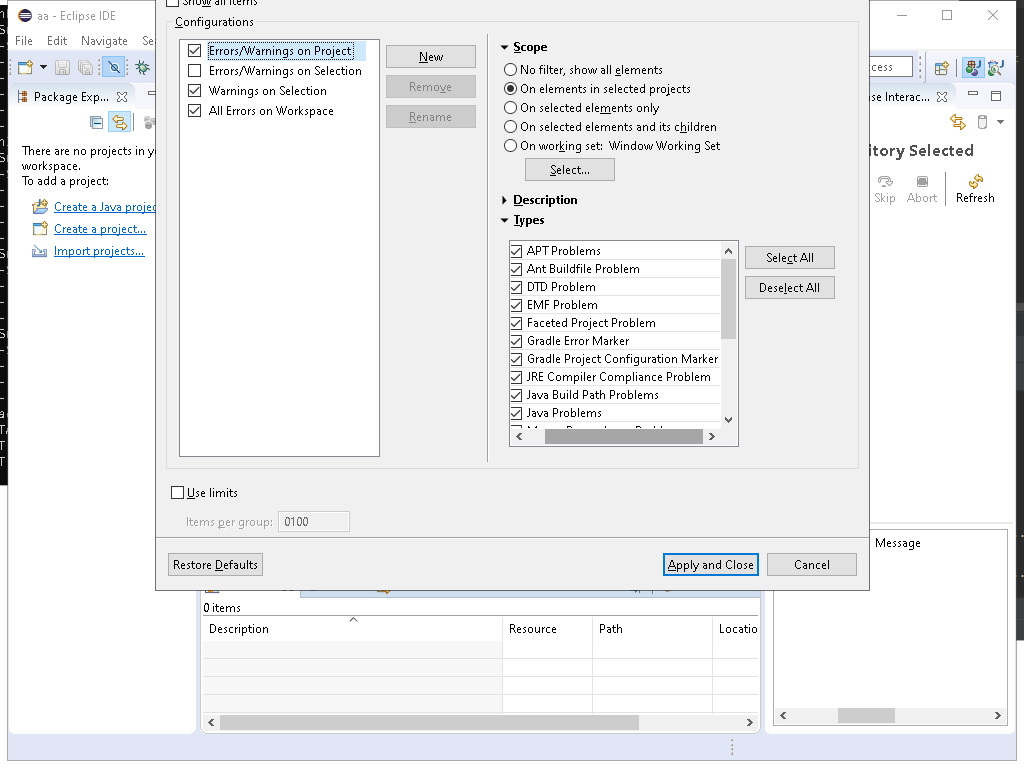 Show all items
aa - Eclipse IDE
Configurations
File Edit Navigate Se
Errors/Warnings on Project
Errors/Warnings on Selection
Warnings on Selection
All Errors on Workspace
New
Remove
Rename
Scope
No filter, show all elements
On elements in selected projects
On selected elements only
On selected elements and its children
On working set: Window Working Set
Select...
Description
Types
APT Problems
Ant Buildfile Problem
DTD Problem
EMF Problem
Faceted Project Problem
Gradle Error Marker
Gradle Project Configuration Marker
JRE Compiler Compliance Problem
Java Build Path Problems
Java Problems
Select All
Deselect All
Use limits
Items per group: 0100
Restore Defaults
Apply and Close
Cancel
Package Exp...
There are no projects in y
workspace.
To add a project:
Create a Java projec
Create a project...
Import projects...
cess
se Interac...
itory Selected
Skip Abort Refresh
Message
0 items
Description Resource Path Locatio